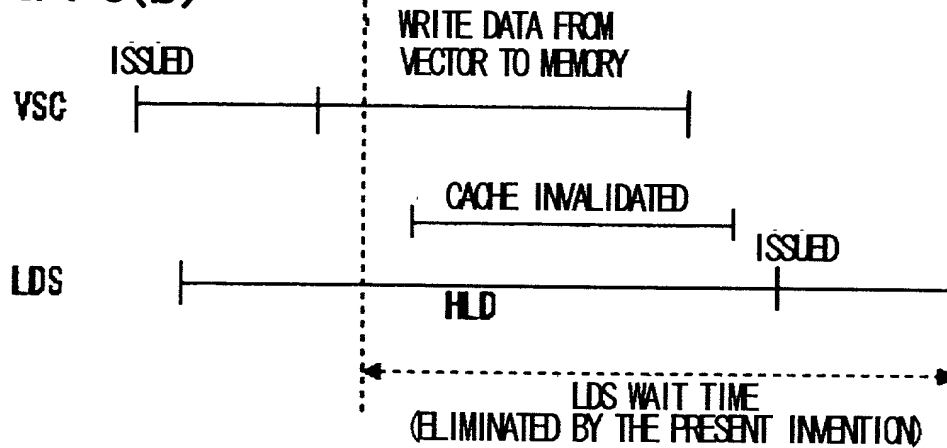 (B)
WRITE DATA FROM
VECTOR TO MEMORY
ISSUED
VSC
CACHE INVALIDATED
ISSUED
LDS
HLD
LDS WAIT TIME
(ELIMINATED BY THE PRESENT INVENTION)